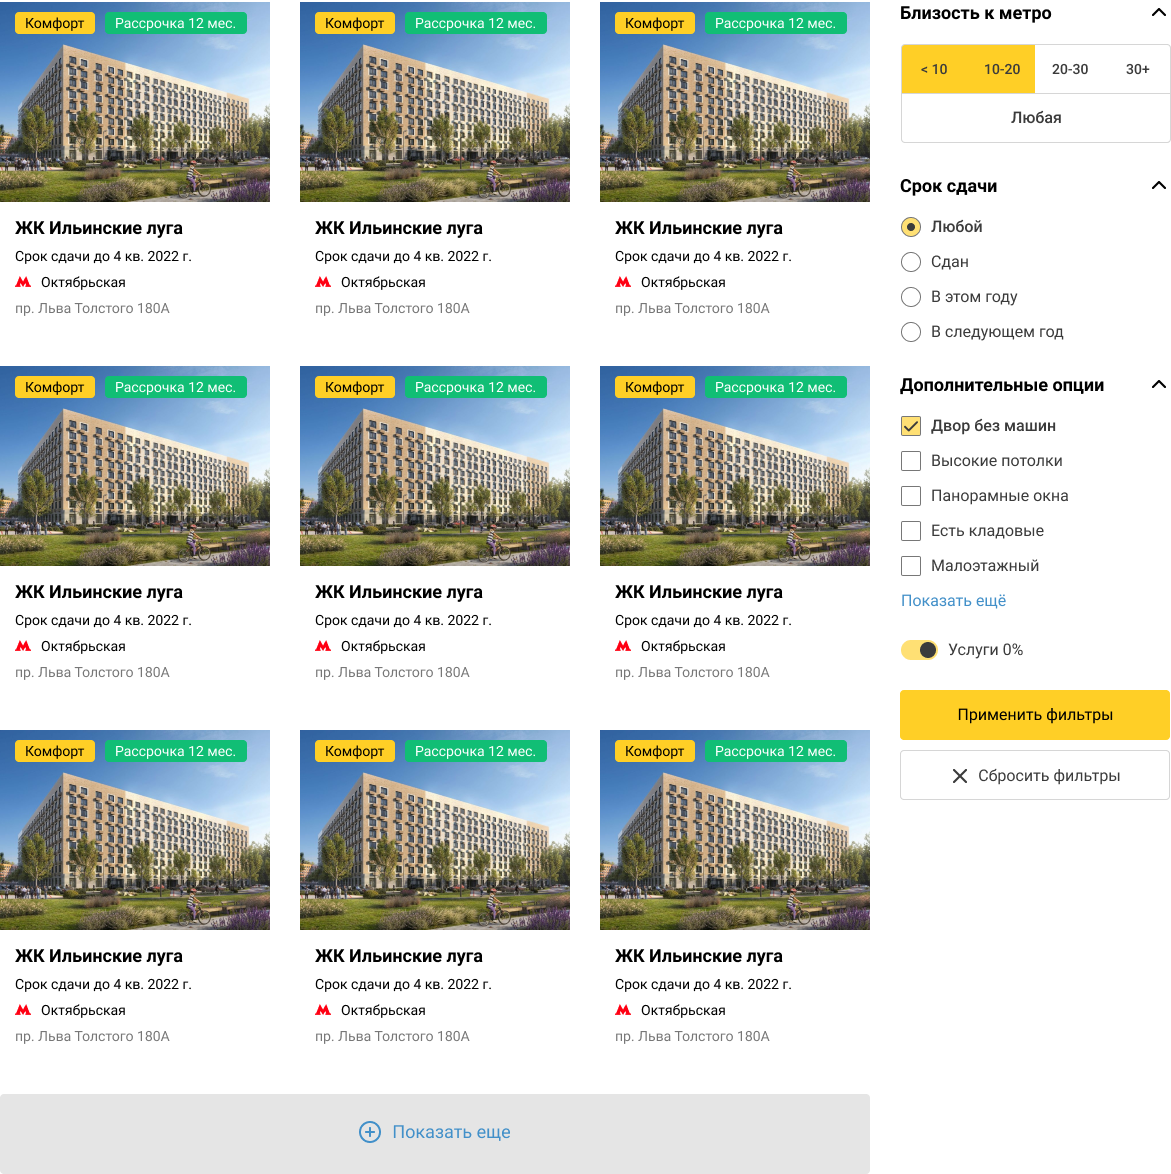 Комфорт Рассрочка 12 мес.
ЖК Ильинские луга
Срок сдачи до 4 кв. 2022 г.
Октябрьская
пр. Льва Толстого 180А
Комфорт Рассрочка 12 мес.
ЖК Ильинские луга
Срок сдачи до 4 кв. 2022 г.
Октябрьская
пр. Льва Толстого 180А
Комфорт Рассрочка 12 мес.
ЖК Ильинские луга
Срок сдачи до 4 кв. 2022 г.
Октябрьская
пр. Льва Толстого 180А
Комфорт Рассрочка 12 мес.
ЖК Ильинские луга
Срок сдачи до 4 кв. 2022 г.
Октябрьская
пр. Льва Толстого 180А
Комфорт Рассрочка 12 мес.
ЖК Ильинские луга
Срок сдачи до 4 кв. 2022 г.
Октябрьская
пр. Льва Толстого 180А
Комфорт Рассрочка 12 мес.
ЖК Ильинские луга
Срок сдачи до 4 кв. 2022 г.
Октябрьская
пр. Льва Толстого 180А
Комфорт Рассрочка 12 мес.
ЖК Ильинские луга
Срок сдачи до 4 кв. 2022 г.
Октябрьская
пр. Льва Толстого 180А
Комфорт Рассрочка 12 мес.
ЖК Ильинские луга
Срок сдачи до 4 кв. 2022 г.
Октябрьская
пр. Льва Толстого 180А
Комфорт Рассрочка 12 мес.
ЖК Ильинские луга
Срок сдачи до 4 кв. 2022 г.
Октябрьская
пр. Льва Толстого 180А
Показать еще
Близость к метро
< 10 10-20 20-30 30+
Любая
Срок сдачи
Любой
Сдан
В этом году
В следующем год
Дополнительные опции
Двор без машин
Высокие потолки
Панорамные окна
Есть кладовые
Малоэтажный
Показать ещё
Услуги 0%
Применить фильтры
Сбросить фильтры